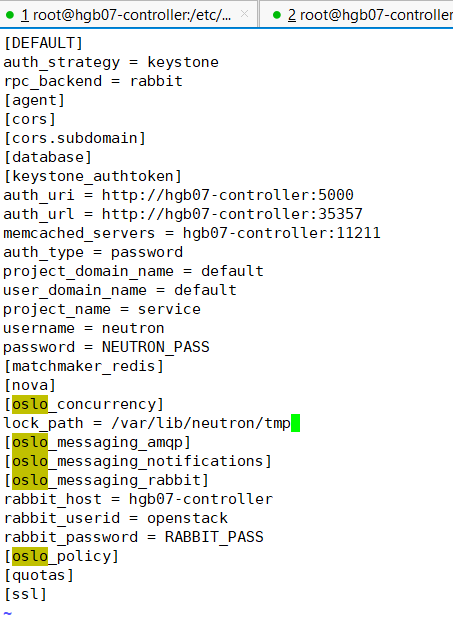 1 root@hgb07-controller:/etc/... × 2 root@hgb07-controller
[DEFAULT]
auth_strategy = keystone
rpc_backend = rabbit
[agent]
[cors]
[cors.subdomain]
[database]
[keystone_authtoken]
auth_uri = http://hgb07-controller:5000
auth_url = http://hgb07-controller:35357
memcached_servers = hgb07-controller:11211
auth_type = password
project_domain_name = default
user_domain_name = default
project_name = service
username = neutron
password = NEUTRON_PASS
[matchmaker_redis]
[nova]
[oslo_concurrency]
lock_path = /var/lib/neutron/tmp
[oslo_messaging_amqp]
[oslo_messaging_notifications]
[oslo_messaging_rabbit]
rabbit_host = hgb07-controller
rabbit_userid = openstack
rabbit_password = RABBIT_PASS
[oslo_policy]
[quotas]
[ssl]
~